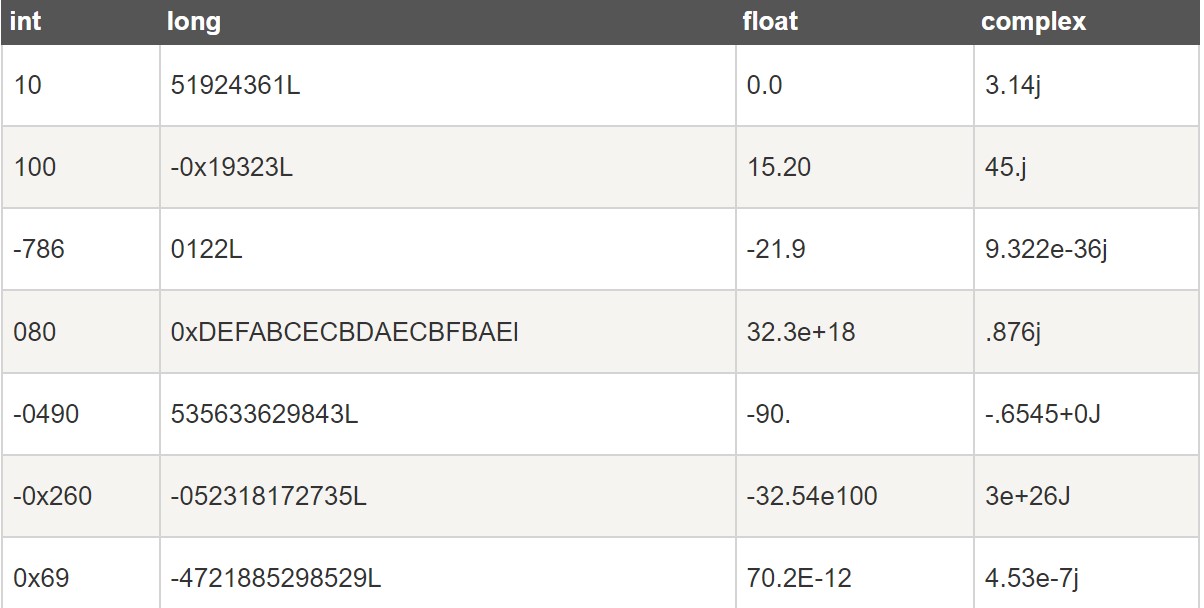 int long float complex
10 51924361L 0.0 3.14j
100 -0x19323L 15.20 45.j
-786 0122L -21.9 9.322e-36j
080 0xDEFABCECBDAECBFBAEl 32.3e+18 .876j
-0490 535633629843L -90. -.6545+0J
-0x260 -052318172735L -32.54e100 3e+26J
0x69 -4721885298529L 70.2E-12 4.53e-7j